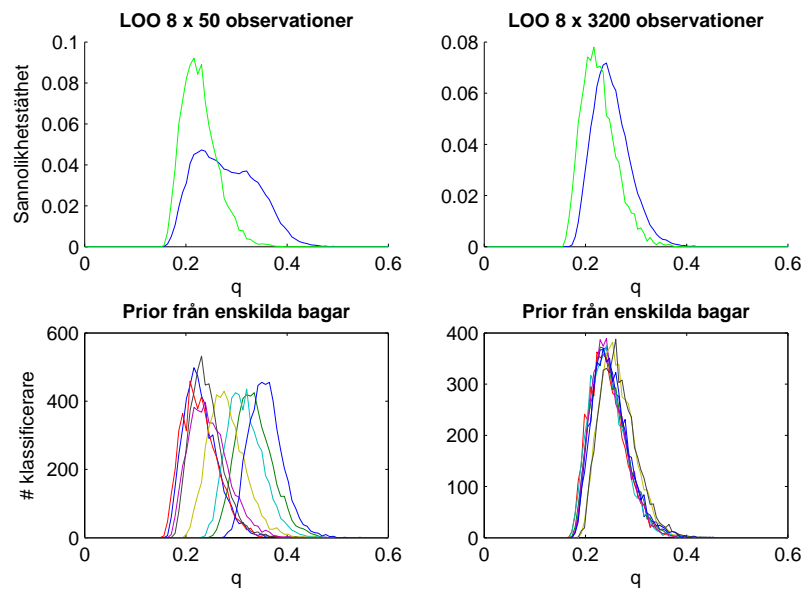 LOO 8 x 50 observationer
LOO 8 x 3200 observationer
Sannolikhetstäthet
0.1
0.08
0.06
0.04
0.02
0
0 0.2 0.4 0.6
q
0.08
0.06
0.04
0.02
0
0 0.2 0.4 0.6
q
Prior från enskilda bagar
Prior från enskilda bagar
# klassificerare
600
400
200
0
0 0.2 0.4 0.6
q
400
300
200
100
0
0 0.2 0.4 0.6
q